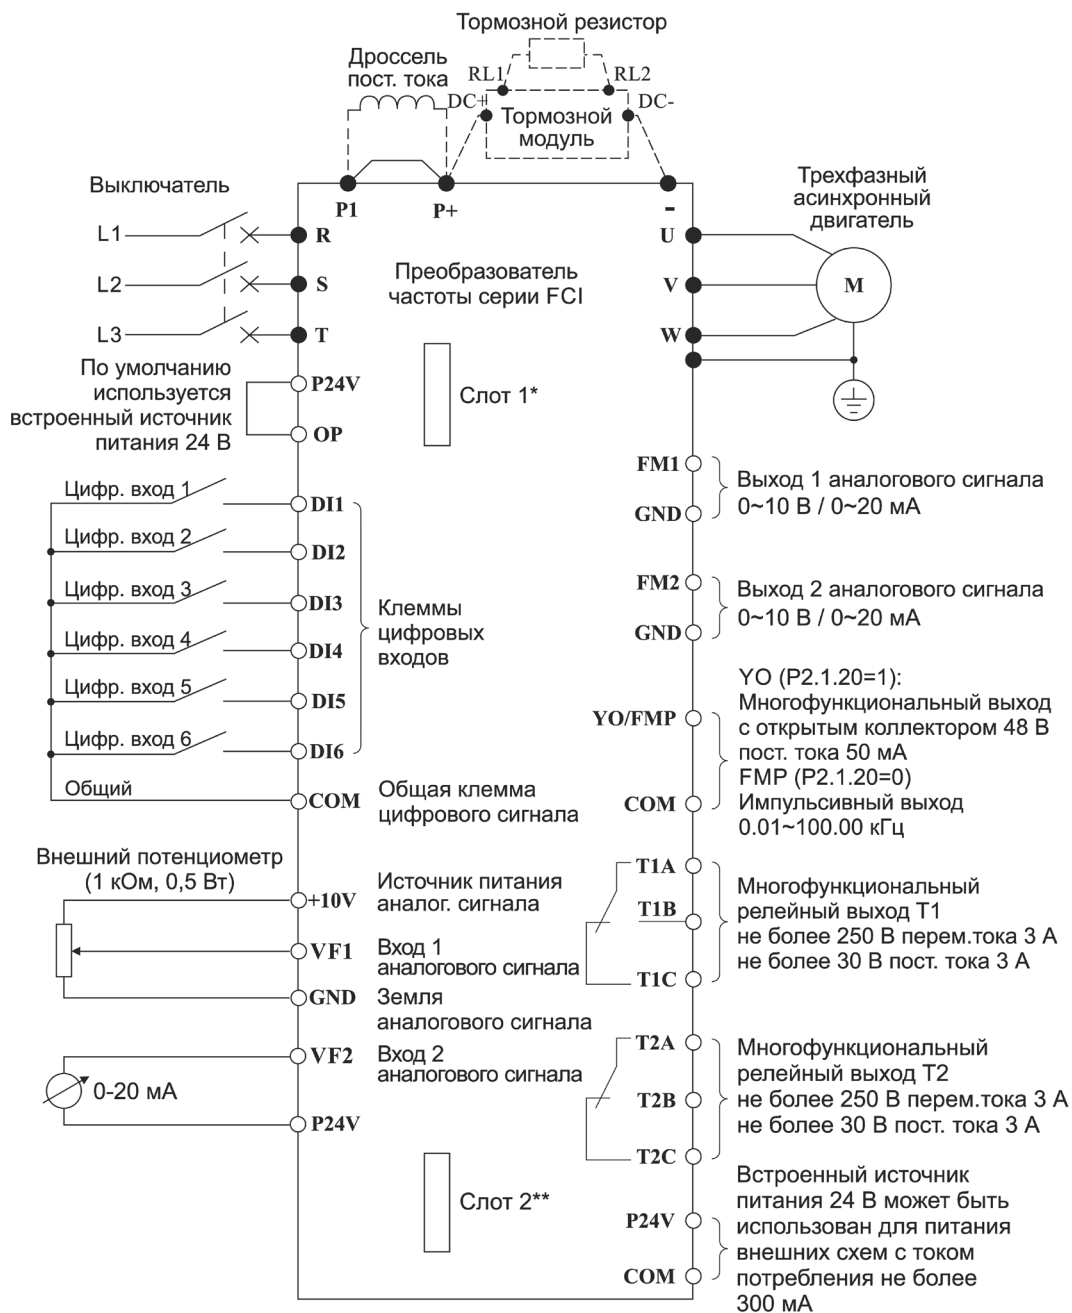 Тормозной резистор
Дроссель
пост. тока
RL1
RL2
DC+
DC-
Тормозной
модуль
Выключатель
P1
P+
-
Трехфазный
асинхронный
двигатель
L1
R
U
L2
S
V
M
L3
T
W
Преобразователь
частоты серии FCI
По умолчанию
используется
встроенный источник
питания 24 В
P24V
OP
Слот 1*
FM1
GND
Выход 1 аналогового сигнала
0~10 В / 0~20 мА
Цифр. вход 1
DI1
Цифр. вход 2
DI2
Цифр. вход 3
DI3
Цифр. вход 4
DI4
Цифр. вход 5
DI5
Цифр. вход 6
DI6
Клеммы
цифровых
входов
FM2
GND
Выход 2 аналогового сигнала
0~10 В / 0~20 мА
Общий
COM
Общая клемма
цифрового сигнала
YO/FMP
COM
YO (P2.1.20=1):
Многофункциональный выход
с открытым коллектором 48 В
пост. тока 50 мА
FMP (P2.1.20=0)
Импульсивный выход
0.01~100.00 кГц
Внешний потенциометр
(1 кОм, 0,5 Вт)
+10V
Источник питания
аналог. сигнала
VF1
Вход 1
аналогового сигнала
GND
Земля
аналогового сигнала
T1A
T1B
T1C
Многофункциональный
релейный выход T1
не более 250 В перем.тока 3 А
не более 30 В пост. тока 3 А
0-20 мА
VF2
Вход 2
аналогового сигнала
P24V
T2A
T2B
T2C
Многофункциональный
релейный выход T2
не более 250 В перем.тока 3 А
не более 30 В пост. тока 3 А
Слот 2**
P24V
COM
Встроенный источник
питания 24 В может быть
использован для питания
внешних схем с током
потребления не более
300 мА